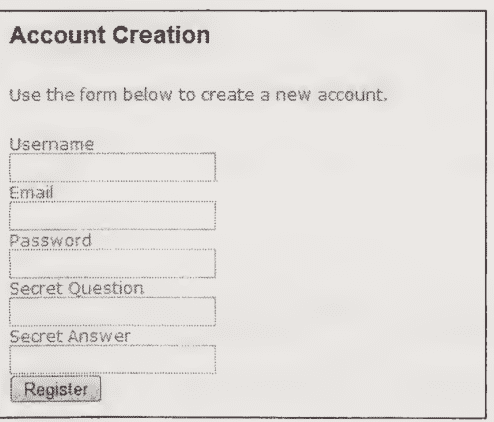 Account Creation
Use the form below to create a new account.
Username
Email
Password
Secret Question
Secret Answer
Register